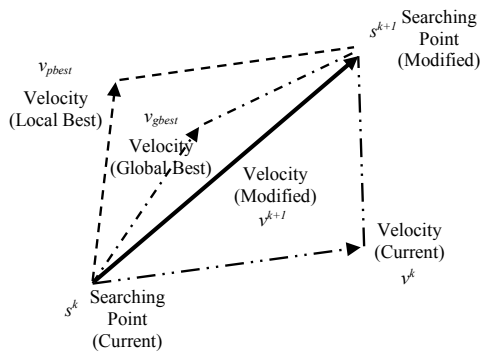 s^{k+1} Searching
Point
(Modified)
v_{pbest}
Velocity
(Local Best)
v_{gbest}
Velocity
(Global Best)
Velocity
(Modified)
v^{k+1}
Velocity
(Current)
v^k
s^k Searching
Point
(Current)